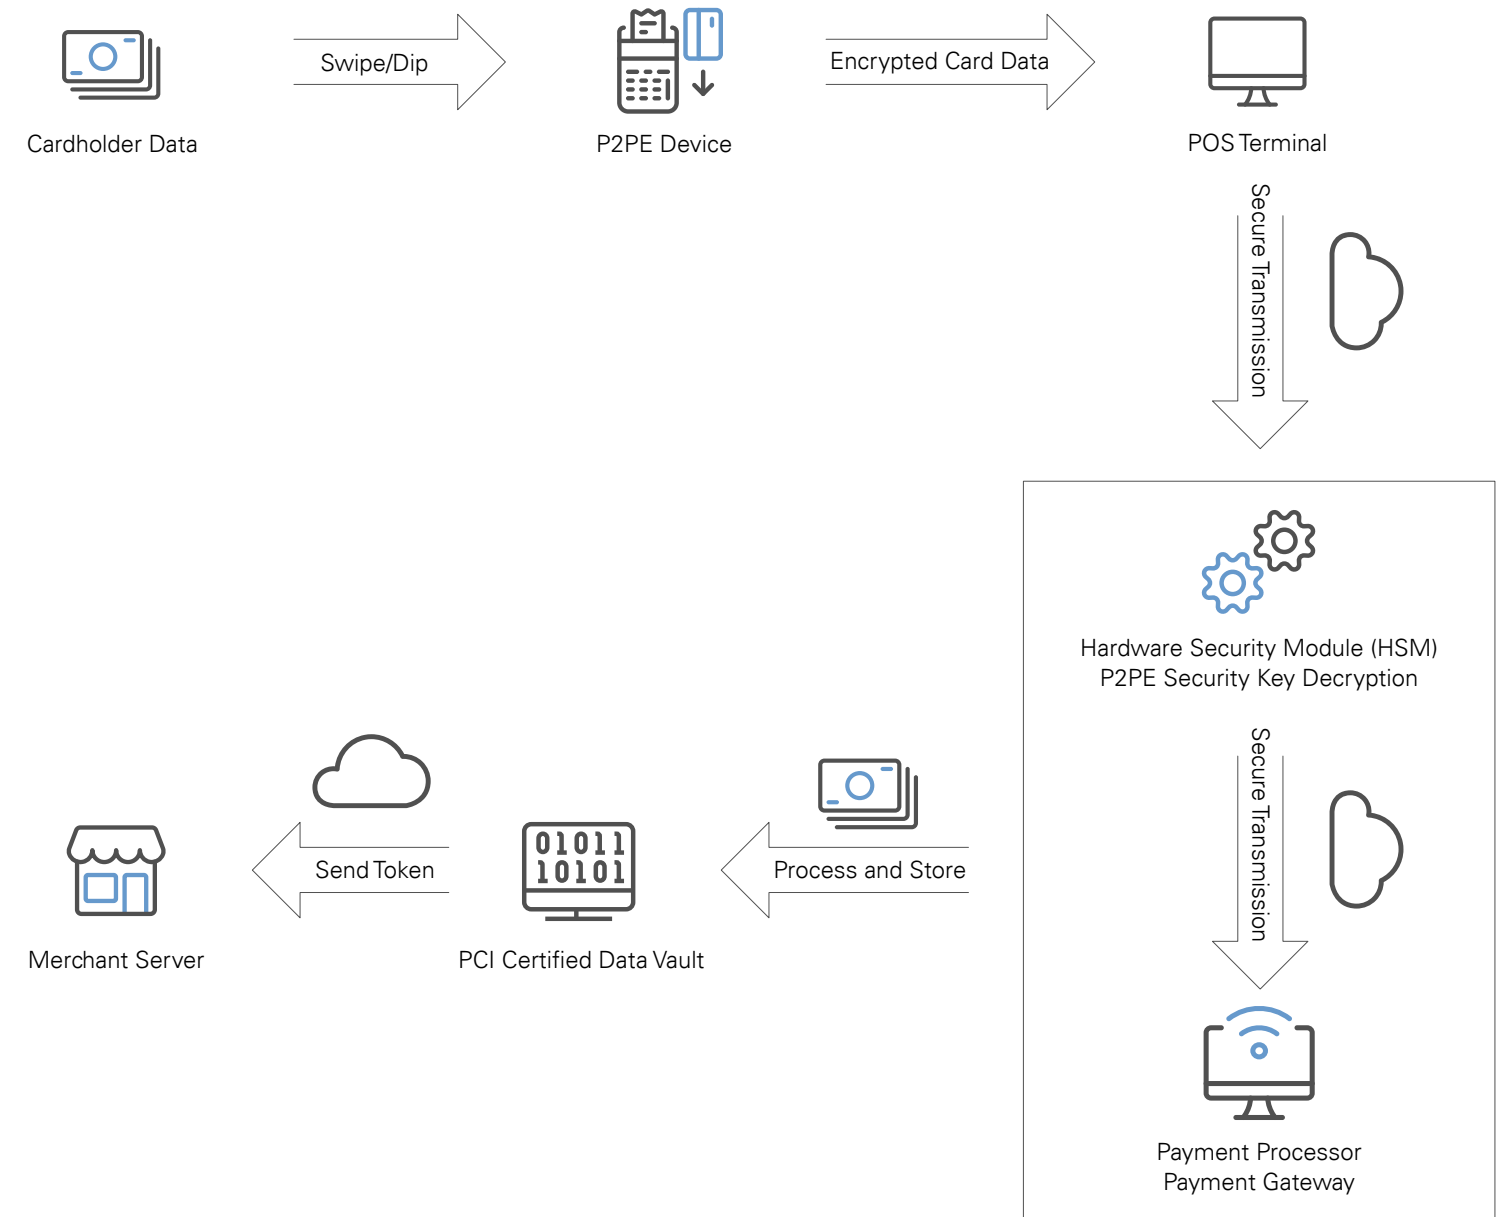 Swipe/Dip
Encrypted Card Data
Cardholder Data
P2PE Device
POS Terminal
Secure Transmission
Hardware Security Module (HSM)
P2PE Security Key Decryption
Secure Transmission
01011
10101
Send Token
Process and Store
Merchant Server
PCI Certified Data Vault
Payment Processor
Payment Gateway